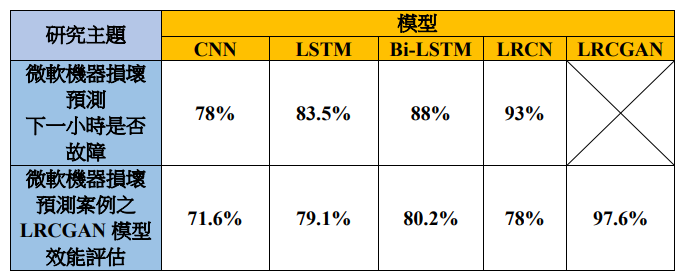 研究主題
模型
CNN LSTM Bi-LSTM LRCN LRCGAN
微軟機器損壞
預測
下一小時是否
故障
78% 83.5% 88% 93%
微軟機器損壞
預測案例之
LRCGAN 模型
效能評估
71.6% 79.1% 80.2% 78% 97.6%